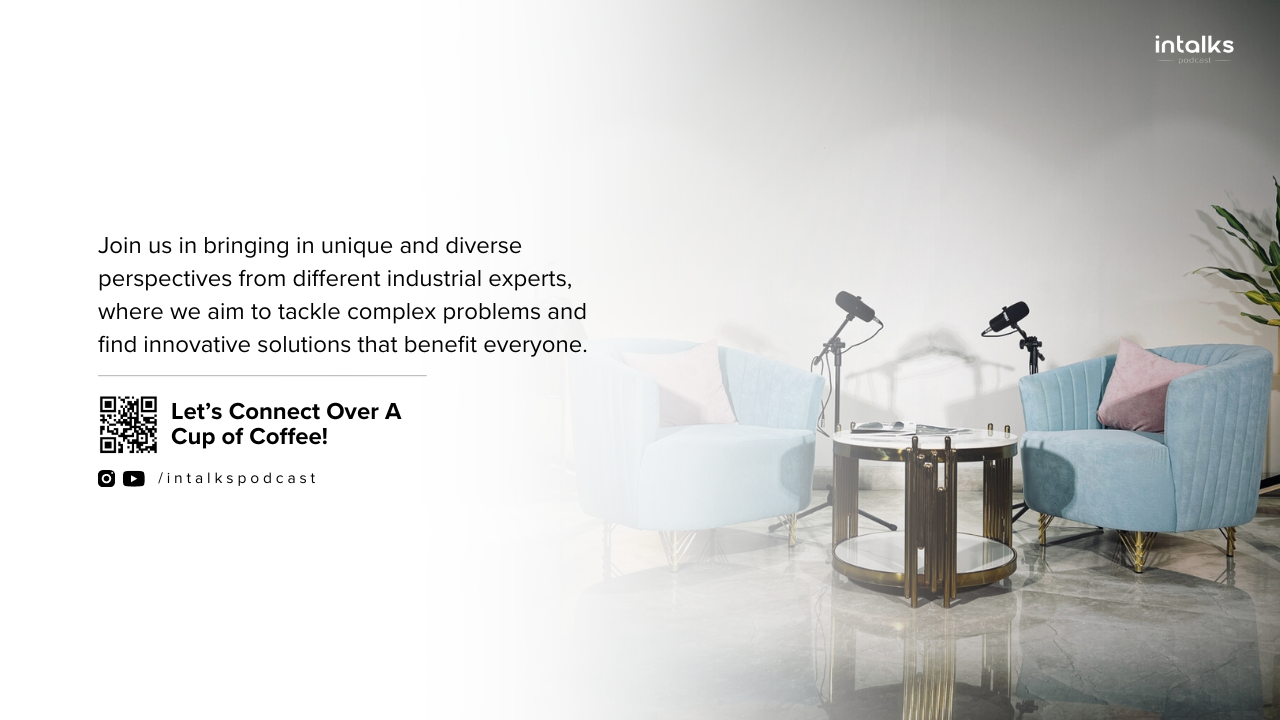 intalks
podcast
Join us in bringing in unique and diverse
perspectives from different industrial experts,
where we aim to tackle complex problems and
find innovative solutions that benefit everyone.
Let’s Connect Over A
Cup of Coffee!
/intalkspodcast